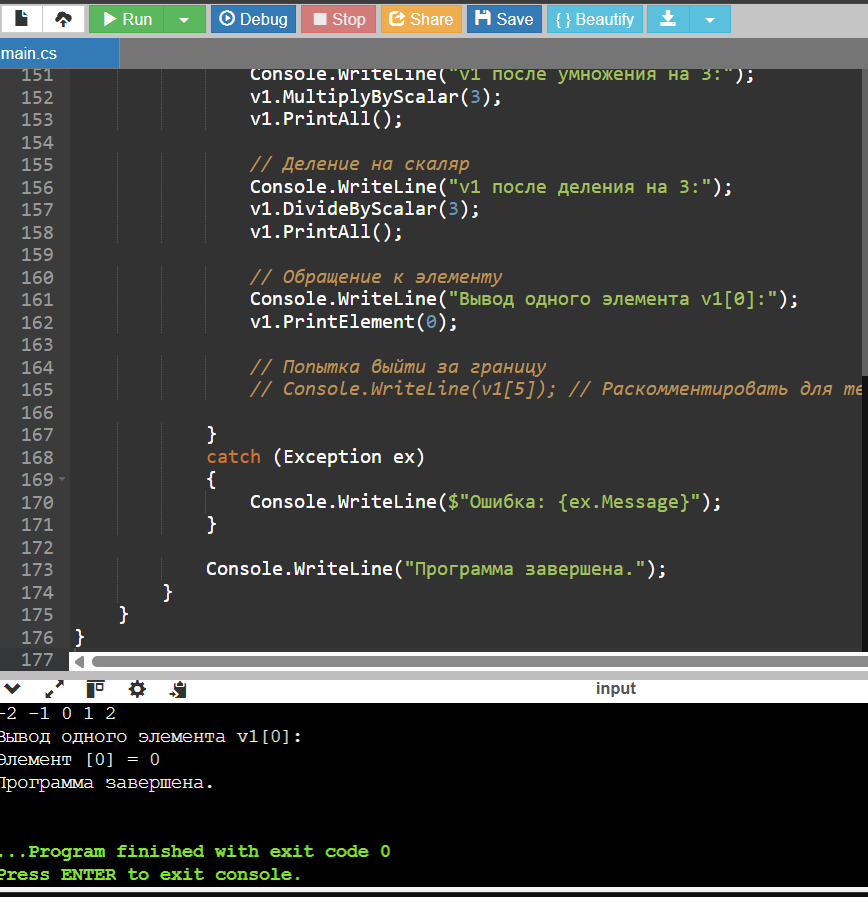 Run Debug Stop Share Save { } Beautify
main.cs
151 Console.WriteLine("v1 после умножения на 3:");
152 v1.MultiplyByScalar(3);
153 v1.PrintAll();
154
155 // Деление на скаляр
156 Console.WriteLine("v1 после деления на 3:");
157 v1.DivideByScalar(3);
158 v1.PrintAll();
159
160 // Обращение к элементу
161 Console.WriteLine("Вывод одного элемента v1[0]:");
162 v1.PrintElement(0);
163
164 // Попытка выйти за границу
165 // Console.WriteLine(v1[5]); // Раскомментировать для те
166
167 }
168 catch (Exception ex)
169 {
170 Console.WriteLine($"Ошибка: {ex.Message}");
171 }
172
173 Console.WriteLine("Программа завершена.");
174 }
175 }
176 }
177
input
-2 -1 0 1 2
Вывод одного элемента v1[0]:
Элемент [0] = 0
Программа завершена.
...Program finished with exit code 0
Press ENTER to exit console.